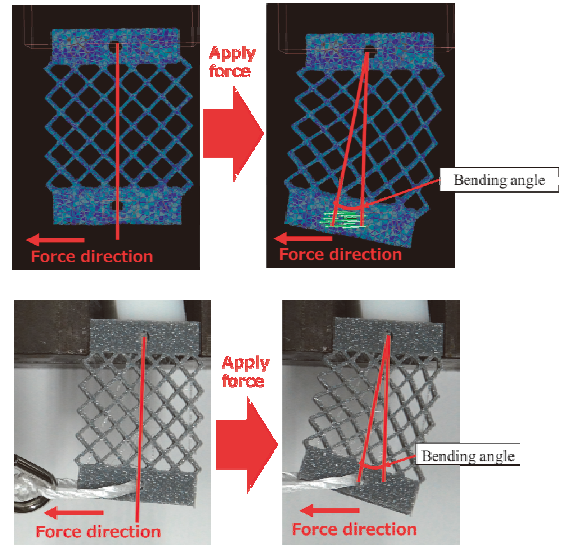 Apply
force
Bending angle
Force direction
Force direction
Apply
force
Bending angle
Force direction
Force direction